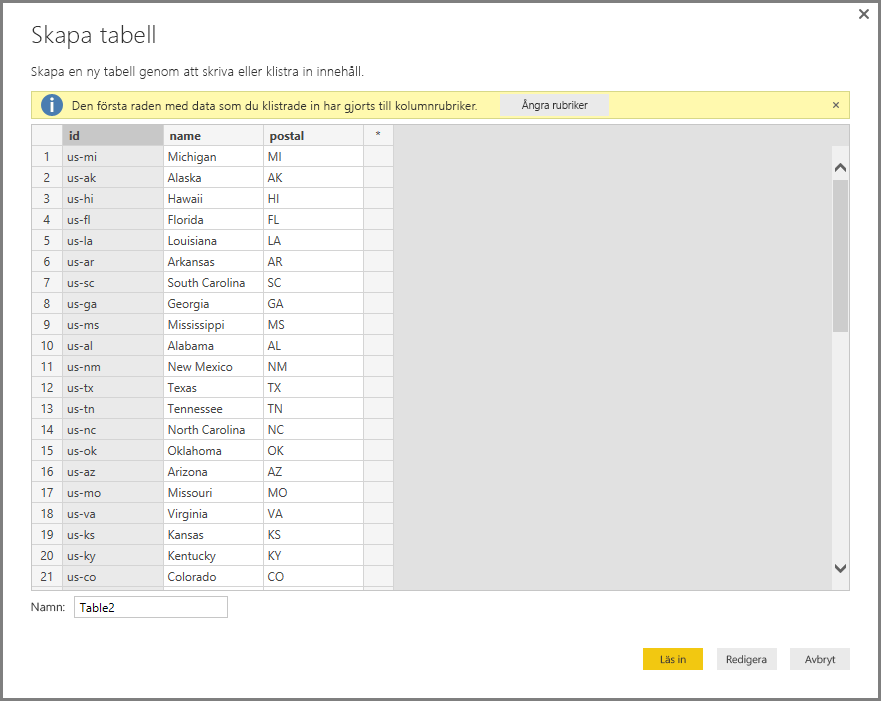 Skapa tabell
Skapa en ny tabell genom att skriva eller klistra in innehåll.
Den första raden med data som du klistrade in har gjorts till kolumnrubriker. Ångra rubriker
id name postal *
1 us-mi Michigan MI
2 us-ak Alaska AK
3 us-hi Hawaii HI
4 us-fl Florida FL
5 us-la Louisiana LA
6 us-ar Arkansas AR
7 us-sc South Carolina SC
8 us-ga Georgia GA
9 us-ms Mississippi MS
10 us-al Alabama AL
11 us-nm New Mexico NM
12 us-tx Texas TX
13 us-tn Tennessee TN
14 us-nc North Carolina NC
15 us-ok Oklahoma OK
16 us-az Arizona AZ
17 us-mo Missouri MO
18 us-va Virginia VA
19 us-ks Kansas KS
20 us-ky Kentucky KY
21 us-co Colorado CO
Namn: Table2
Läs in Redigera Avbryt